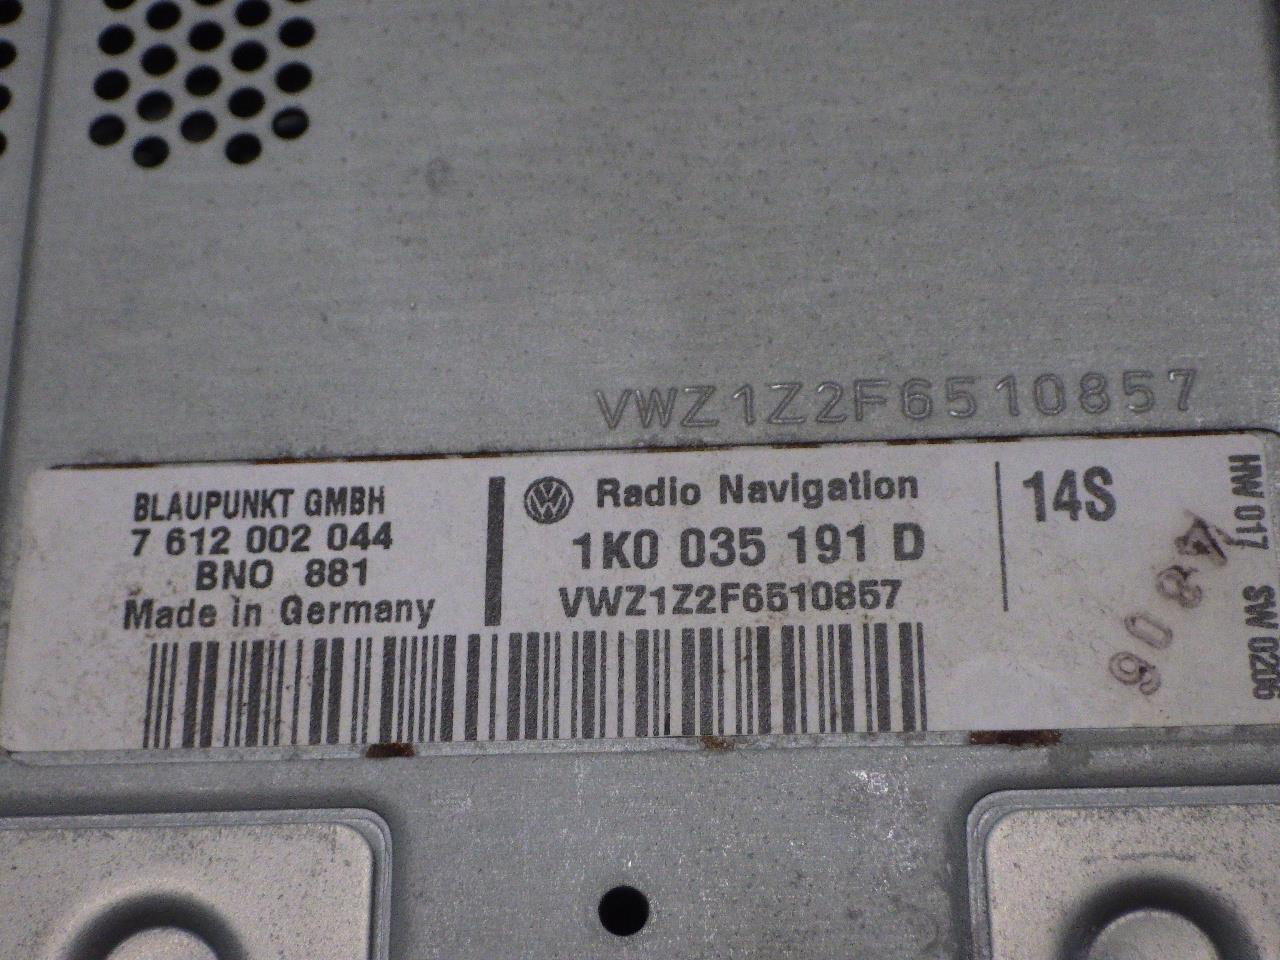 VWZ1Z2F6510857
BLAUPUNKT GMBH
7 612 002 044
BNO 881
Made in Germany
Radio Navigation
1K0 035 191 D
VWZ1Z2F6510857
14S
HW 017 SW 0206